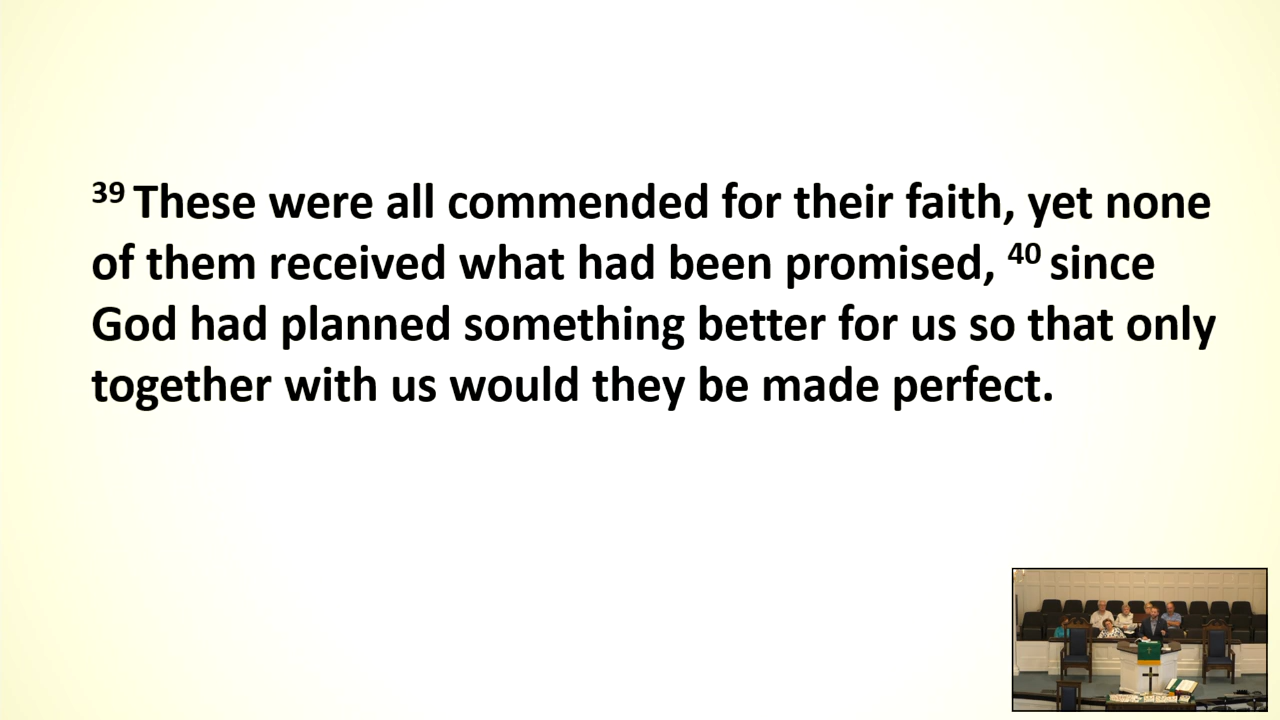 39 These were all commended for their faith, yet none
of them received what had been promised, 40 since
God had planned something better for us so that only
together with us would they be made perfect.